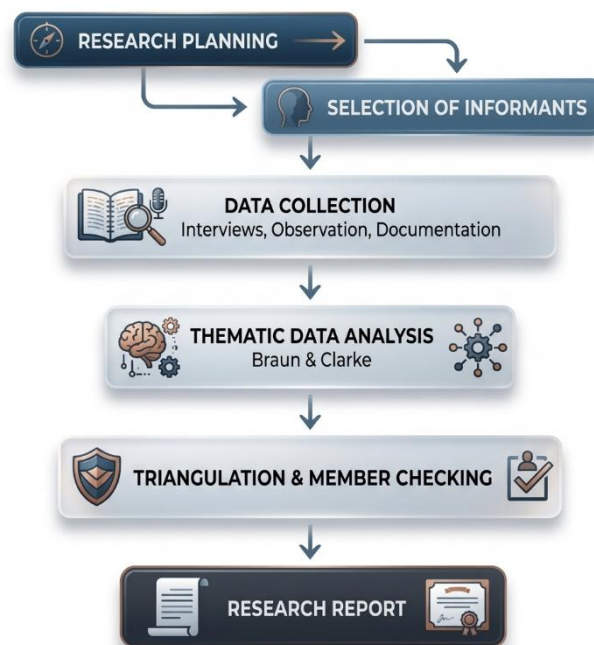 RESEARCH PLANNING
SELECTION OF INFORMANTS
DATA COLLECTION
Interviews, Observation, Documentation
THEMATIC DATA ANALYSIS
Braun & Clarke
TRIANGULATION & MEMBER CHECKING
RESEARCH REPORT